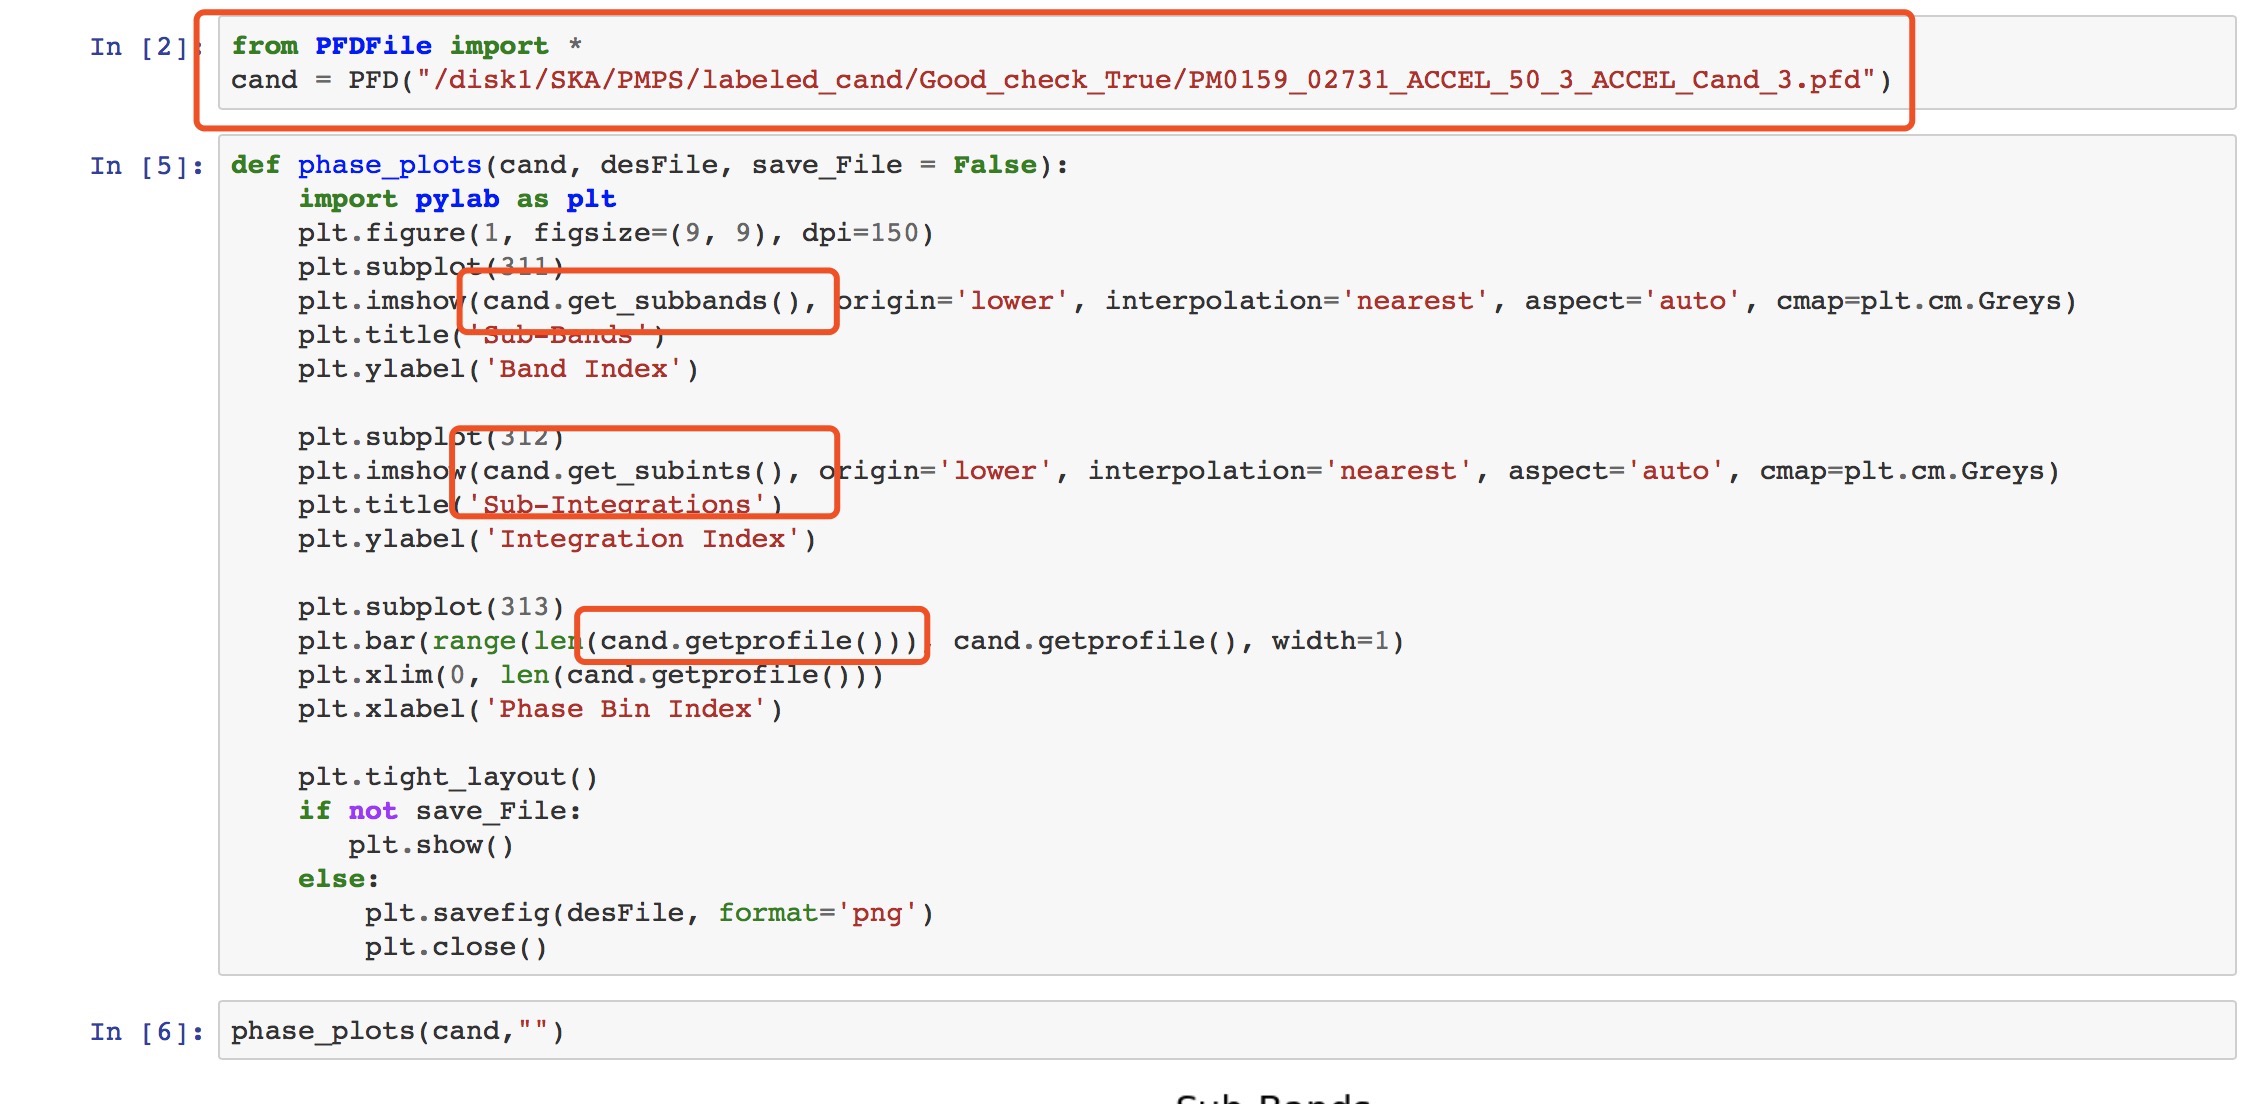 In [2]: from PFDFile import *
cand = PFD("/disk1/SKA/PMPS/labeled_cand/Good_check_True/PM0159_02731_ACCEL_50_3_ACCEL_Cand_3.pfd")
In [5]: def phase_plots(cand, desFile, save_File = False):
    import pylab as plt
    plt.figure(1, figsize=(9, 9), dpi=150)
    plt.subplot(311)
    plt.imshow(cand.get_subbands(), origin='lower', interpolation='nearest', aspect='auto', cmap=plt.cm.Greys)
    plt.title('Sub-Bands')
    plt.ylabel('Band Index')
    plt.subplot(312)
    plt.imshow(cand.get_subints(), origin='lower', interpolation='nearest', aspect='auto', cmap=plt.cm.Greys)
    plt.title('Sub-Integrations')
    plt.ylabel('Integration Index')
    plt.subplot(313)
    plt.bar(range(len(cand.getprofile())), cand.getprofile(), width=1)
    plt.xlim(0, len(cand.getprofile()))
    plt.xlabel('Phase Bin Index')
    plt.tight_layout()
    if not save_File:
       plt.show()
    else:
        plt.savefig(desFile, format='png')
        plt.close()
In [6]: phase_plots(cand,"")
Sub-Bands